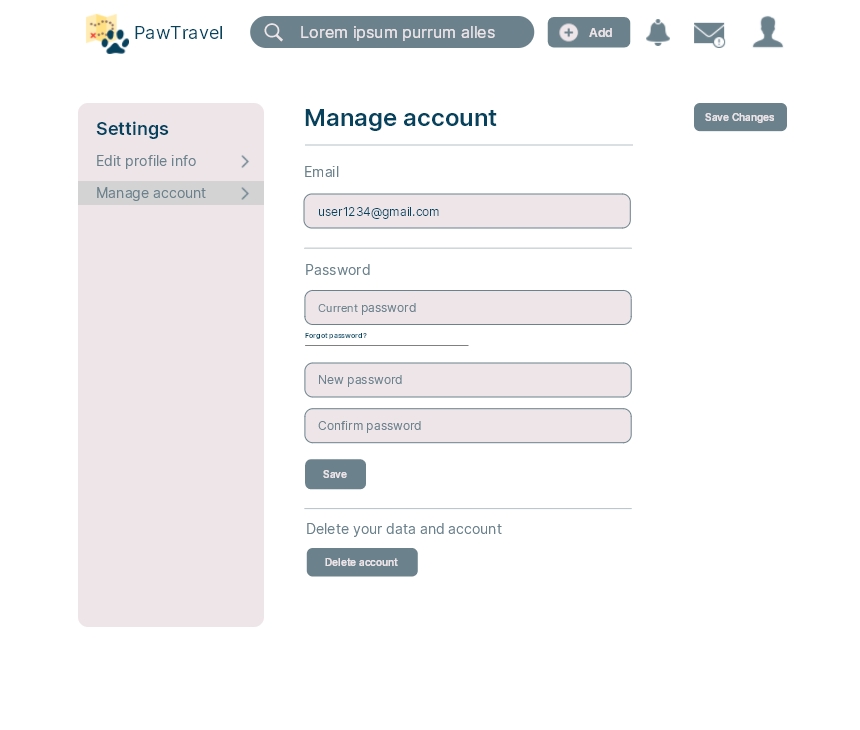 PawTravel
Lorem ipsum purrum alles
Add
Settings
Edit profile info
Manage account
Manage account
Save Changes
Email
user1234@gmail.com
Password
Current password
Forgot password?
New password
Confirm password
Save
Delete your data and account
Delete account